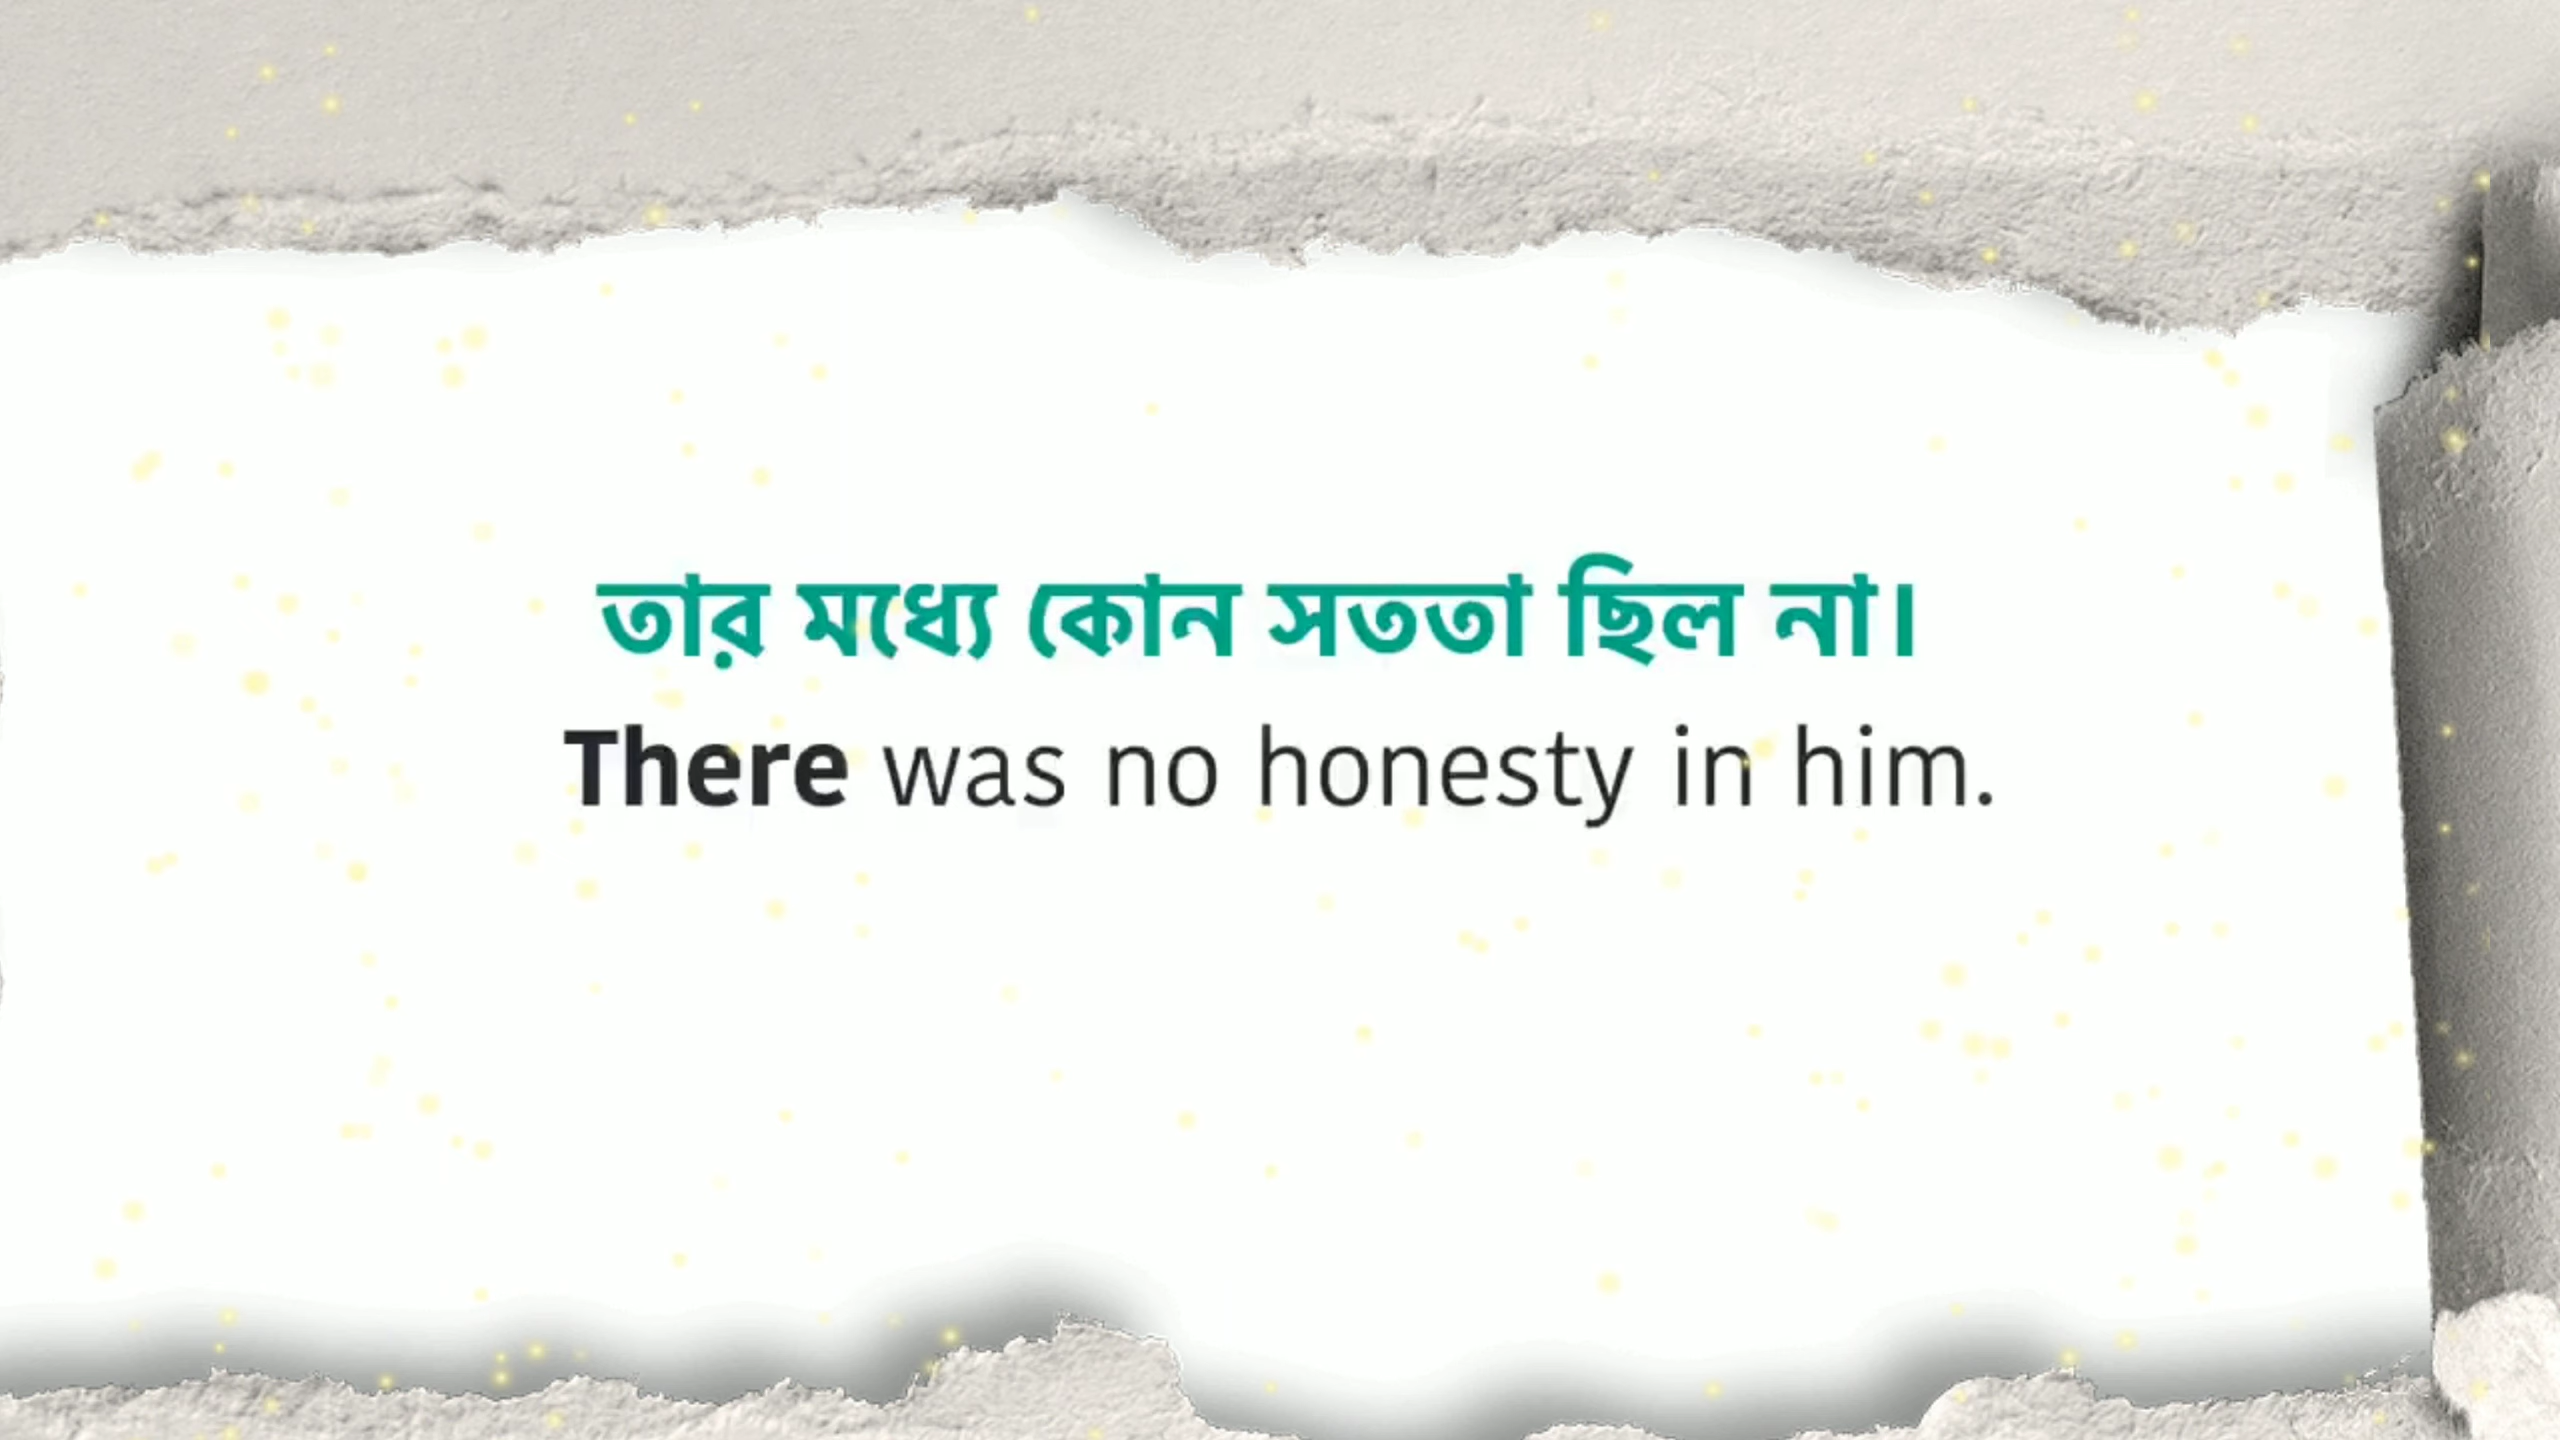 তার মধ্যে কোন সততা ছিল না।
There was no honesty in him.